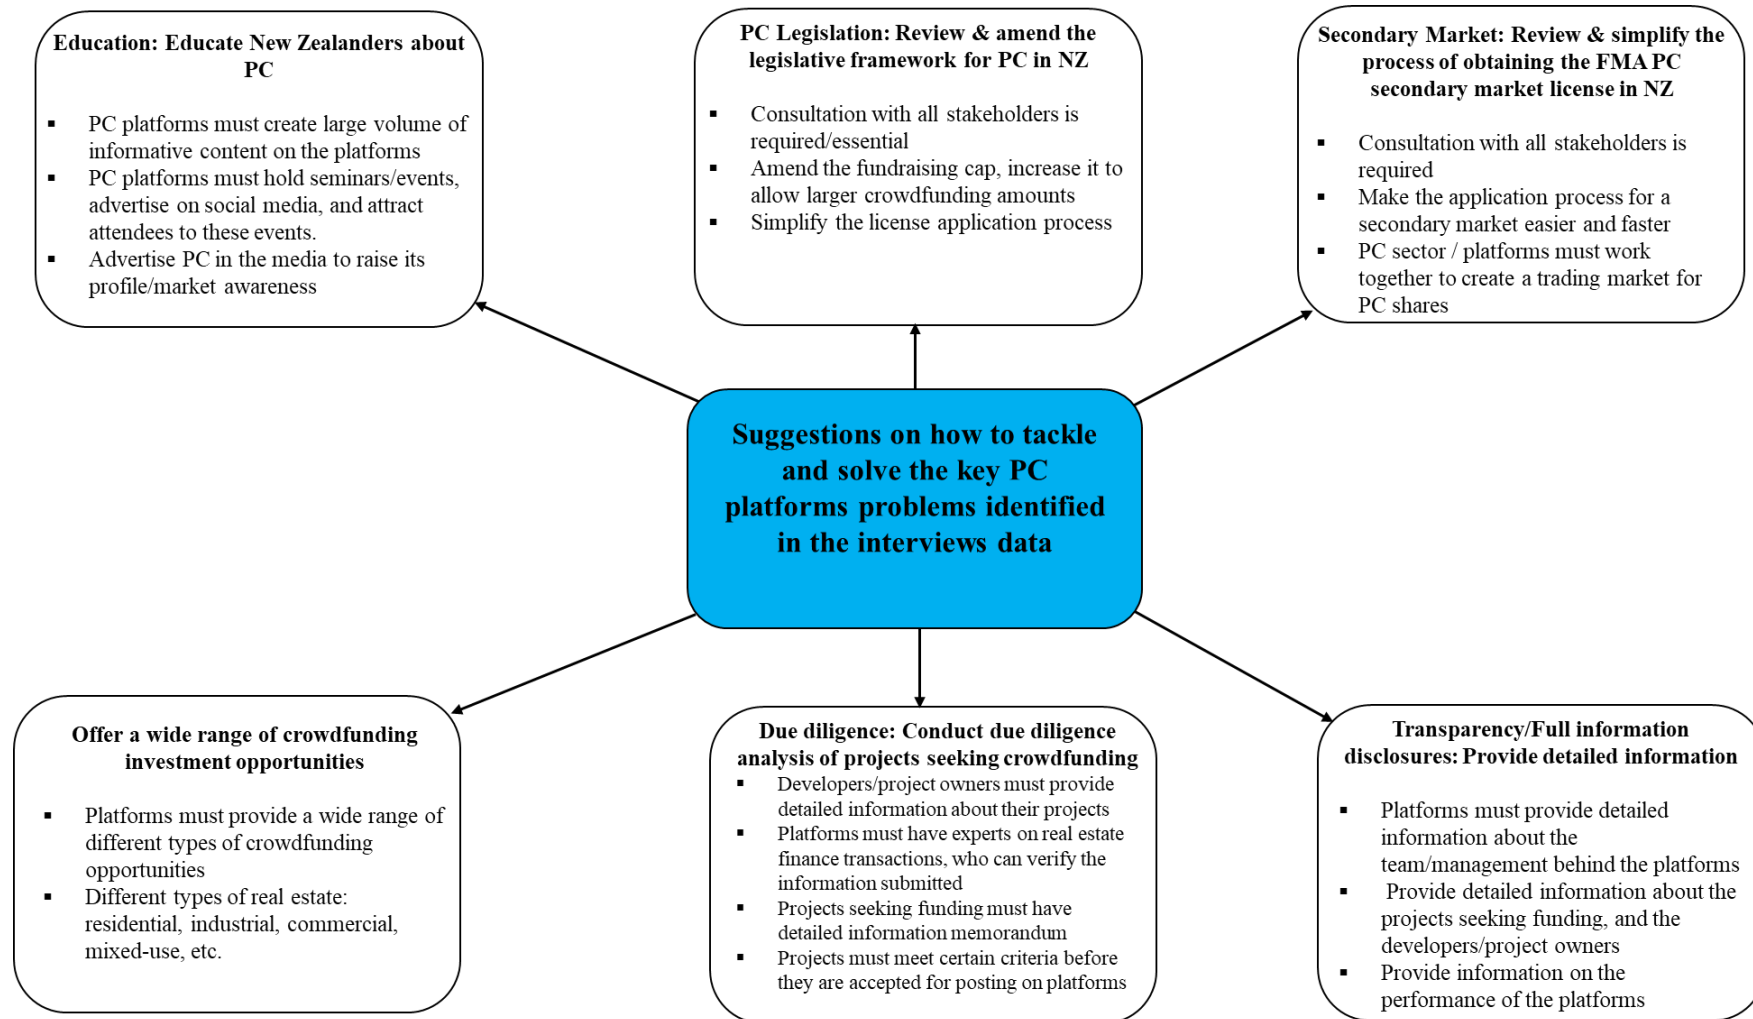 Education: Educate New Zealanders about
PC
▪ PC platforms must create large volume of
informative content on the platforms
▪ PC platforms must hold seminars/events,
advertise on social media, and attract
attendees to these events.
▪ Advertise PC in the media to raise its
profile/market awareness
PC Legislation: Review & amend the
legislative framework for PC in NZ
▪ Consultation with all stakeholders is
required/essential
▪ Amend the fundraising cap, increase it to
allow larger crowdfunding amounts
▪ Simplify the license application process
Secondary Market: Review & simplify the
process of obtaining the FMA PC
secondary market license in NZ
▪ Consultation with all stakeholders is
required
▪ Make the application process for a
secondary market easier and faster
▪ PC sector / platforms must work
together to create a trading market for
PC shares
Suggestions on how to tackle
and solve the key PC
platforms problems identified
in the interviews data
Offer a wide range of crowdfunding
investment opportunities
▪ Platforms must provide a wide range of
different types of crowdfunding
opportunities
▪ Different types of real estate:
residential, industrial, commercial,
mixed-use, etc.
Due diligence: Conduct due diligence
analysis of projects seeking crowdfunding
▪ Developers/project owners must provide
detailed information about their projects
▪ Platforms must have experts on real estate
finance transactions, who can verify the
information submitted
▪ Projects seeking funding must have
detailed information memorandum
▪ Projects must meet certain criteria before
they are accepted for posting on platforms
Transparency/Full information
disclosures: Provide detailed information
▪ Platforms must provide detailed
information about the
team/management behind the platforms
▪ Provide detailed information about the
projects seeking funding, and the
developers/project owners
▪ Provide information on the
performance of the platforms